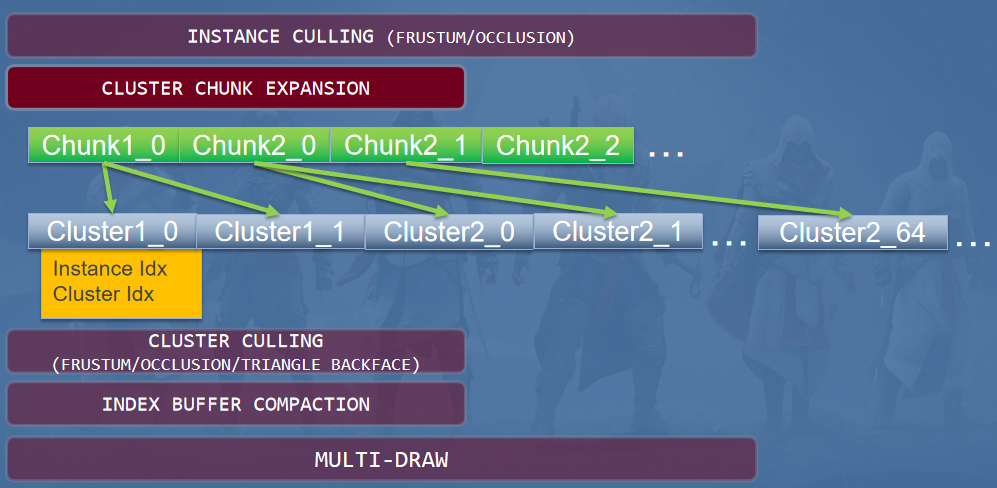 INSTANCE CULLING (FRUSTUM/OCCLUSION)
CLUSTER CHUNK EXPANSION
Chunk1_0 Chunk2_0 Chunk2_1 Chunk2_2 ...
Cluster1_0 Cluster1_1 Cluster2_0 Cluster2_1 ... Cluster2_64 ...
Instance Idx
Cluster Idx
CLUSTER CULLING
(FRUSTUM/OCCLUSION/TRIANGLE BACKFACE)
INDEX BUFFER COMPACTION
MULTI-DRAW